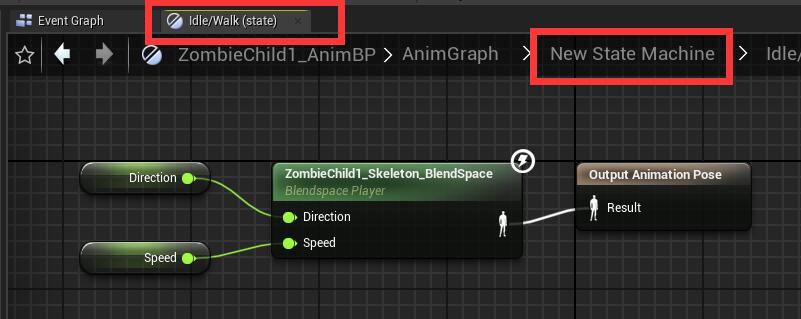 Event Graph
Idle/Walk (state)
ZombieChild1_AnimBP > AnimGraph > New State Machine > Idle/
ZombieChild1_Skeleton_BlendSpace
Blendspace Player
Output Animation Pose
Direction
Direction
Result
Speed
Speed